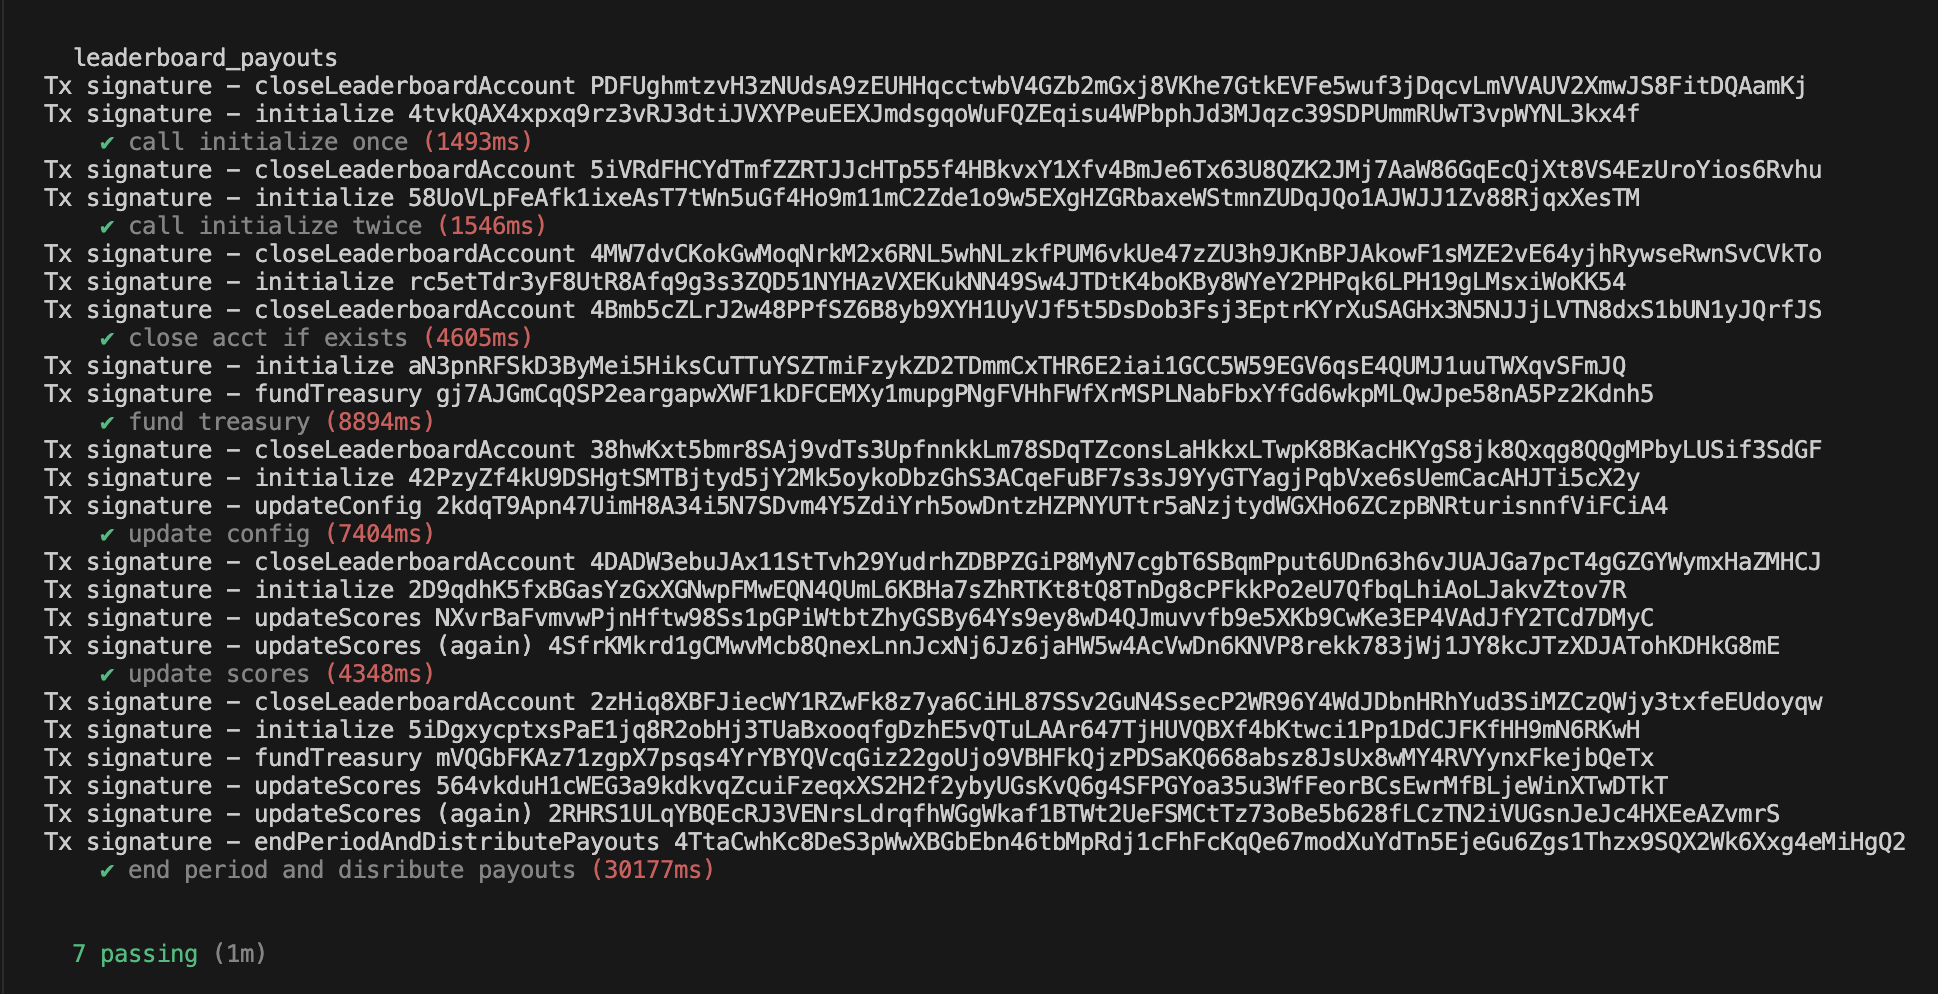 leaderboard_payouts
Tx signature – closeLeaderboardAccount PDFUghmtzvH3zNUdsA9zEUHHqcctwbV4GZb2mGxj8VKhe7GtkEVFe5wuf3jDqcvLmVVAUV2XmwJS8FitDQAamKj
Tx signature – initialize 4tvkQAX4xpxq9rz3vRJ3dtiJVXYPeuEEXJmdsgqoWuFQZEqisu4WPbphJd3MJqzc39SDPUmmRUwT3vpWYNL3kx4f
✔ call initialize once (1493ms)
Tx signature – closeLeaderboardAccount 5iVRdFHCYdTmfZZRTJJcHTp55f4HBkvxY1Xfv4BmJe6Tx63U8QZK2JMj7AaW86GqEcQjXt8VS4EzUroYios6Rvhu
Tx signature – initialize 58UoVLpFeAfk1ixeAsT7tWn5uGf4Ho9m11mC2Zde1o9w5EXgHZGRbaxeWStmnZUDqJQo1AJWJJ1Zv88RjqxXesTM
✔ call initialize twice (1546ms)
Tx signature – closeLeaderboardAccount 4MW7dvCKokGwMoqNrkM2x6RNL5whNLzkfPUM6vkUe47zZU3h9JKnBPJAkowF1sMZE2vE64yjhRywseRwnSvCVkTo
Tx signature – initialize rc5etTdr3yF8UtR8Afq9g3s3ZQD51NYHAzVXEKukNN49Sw4JTDtK4boKBy8WYeY2PHPqk6LPH19gLMsxiWoKK54
Tx signature – closeLeaderboardAccount 4Bmb5cZLrJ2w48PPfSZ6B8yb9XYH1UyVJf5t5DsDob3Fsj3EptrKYrXuSAGHx3N5NJJjLVTN8dxS1bUN1yJQrfJS
✔ close acct if exists (4605ms)
Tx signature – initialize aN3pnRFSkD3ByMei5HiksCuTTuYSZTmiFzykZD2TDmmCxTHR6E2iai1GCC5W59EGV6qsE4QUMJ1uuTWXqvSFmJQ
Tx signature – fundTreasury gj7AJGmCqQSP2eargapwXWF1kDFCEMXy1mupgPNgFVHhFWfXrMSPLNabFbxYfGd6wkpMLQwJpe58nA5Pz2Kdnh5
✔ fund treasury (8894ms)
Tx signature – closeLeaderboardAccount 38hwKxt5bmr8SAj9vdTs3UpfnnkkLm78SDqTZconsLaHkkxLTwpK8BKacHKYgS8jk8Qxqg8QQgMPbyLUSif3SdGF
Tx signature – initialize 42PzyZf4kU9DSHgtSMTBjtyd5jY2Mk5oykoDbzGhS3ACqeFuBF7s3sJ9YyGTYagjPqbVxe6sUemCacAHJTi5cX2y
Tx signature – updateConfig 2kdqT9Apn47UimH8A34i5N7SDvm4Y5ZdiYrh5owDntzHZPNYUTtr5aNzjtydWGXHo6ZCzpBNRturisnnfViFCiA4
✔ update config (7404ms)
Tx signature – closeLeaderboardAccount 4DADW3ebuJAx11StTvh29YudrhZDBPZGiP8MyN7cgbT6SBqmPput6UDn63h6vJUAJGa7pcT4gGZGYWymxHaZMHCJ
Tx signature – initialize 2D9qdhK5fxBGasYzGxXGNwpFMwEQN4QUmL6KBHa7sZhRTKt8tQ8TnDg8cPFkkPo2eU7QfbqLhiAoLJakvZtov7R
Tx signature – updateScores NXvrBaFvmvwPjnHftw98Ss1pGPiWtbtZhyGSBy64Ys9ey8wD4QJmuvvfb9e5XKb9CwKe3EP4VAdJfY2TCd7DMyC
Tx signature – updateScores (again) 4SfrKMkrd1gCMwvMcb8QnexLnnJcxNj6Jz6jaHW5w4AcVwDn6KNVP8rekk783jWj1JY8kcJTzXDJATohKDHkG8mE
✔ update scores (4348ms)
Tx signature – closeLeaderboardAccount 2zHiq8XBFJiecWY1RZwFk8z7ya6CiHL87SSv2GuN4SsecP2WR96Y4WdJDbnHRhYud3SiMZCzQWjy3txfeEUdoyqw
Tx signature – initialize 5iDgxycptxsPaE1jq8R2obHj3TUaBxooqfgDzhE5vQTuLAAr647TjHUVQBXf4bKtwci1Pp1DdCJFKfHH9mN6RKwH
Tx signature – fundTreasury mVQGbFKAz71zgpX7psqs4YrYBYQVcqGiz22goUjo9VBHFkQjzPDSaKQ668absz8JsUx8wMY4RVYynxFkejbQeTx
Tx signature – updateScores 564vkduH1cWEG3a9kdkvqZcuiFzeqxXS2H2f2ybyUGsKvQ6g4SFPGYoa35u3WfFeorBCsEwrMfBLjeWinXTwDTkT
Tx signature – updateScores (again) 2RHRS1ULqYBQEcRJ3VENrsLdrqfhWGgWkaf1BTWt2UeFSMCtTz73oBe5b628fLCzTN2iVUGsnJeJc4HXEeAZvmrS
Tx signature – endPeriodAndDistributePayouts 4TtaCwhKc8DeS3pWwXBGbEbn46tbMpRdj1cFhFcKqQe67modXuYdTn5EjeGu6Zgs1Thzx9SQX2Wk6Xxg4eMiHgQ2
✔ end period and disribute payouts (30177ms)
7 passing (1m)